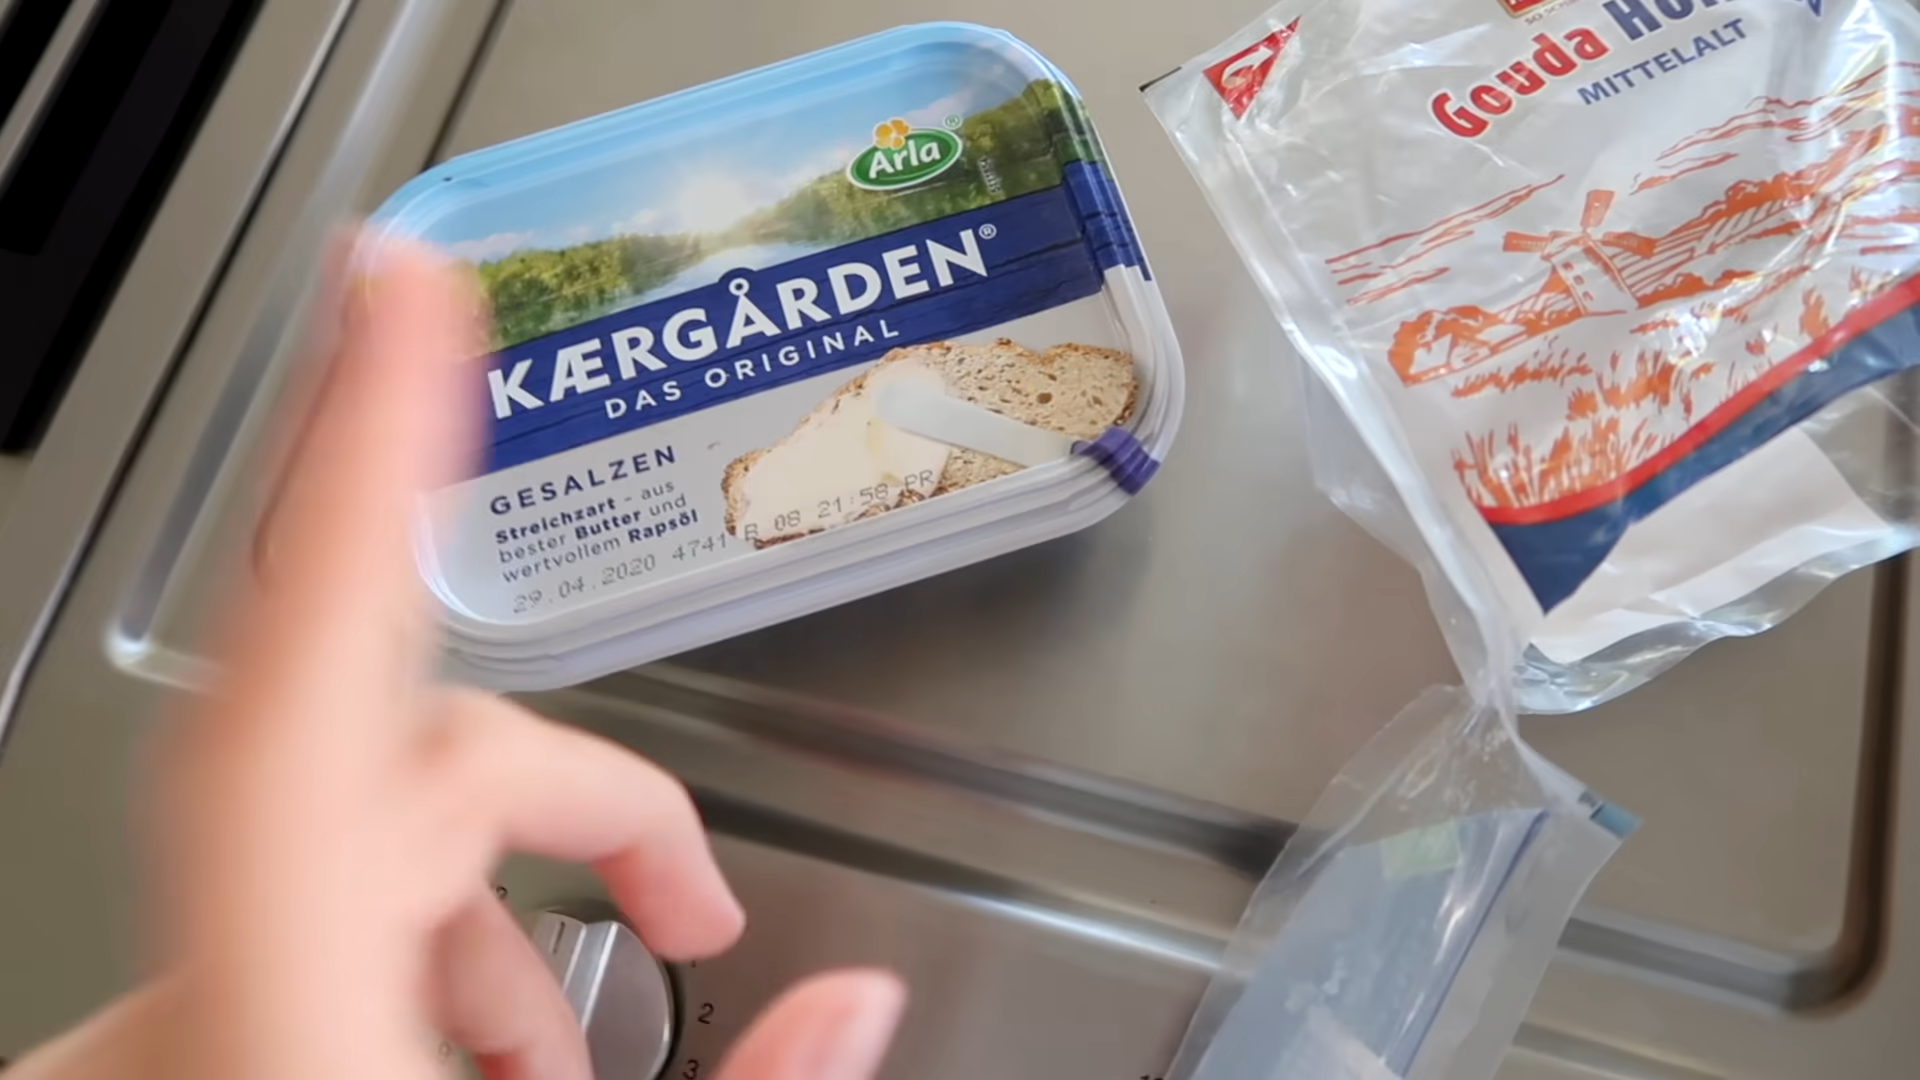 Arla®
KÆRGÅRDEN®
DAS ORIGINAL
GESALZEN
Streichzart - aus
bester Butter und
wertvollem Rapsöl
29.04.2020 4741 B 08 21:58 PR
Gouda
MITTELALT
G
2
3